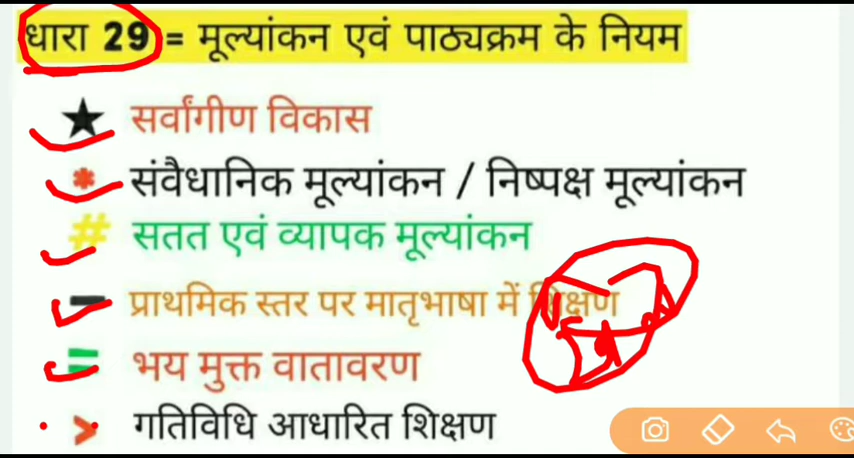 धारा 29 = मूल्यांकन एवं पाठ्यक्रम के नियम
★ सर्वांगीण विकास
* संवैधानिक मूल्यांकन / निष्पक्ष मूल्यांकन
# सतत एवं व्यापक मूल्यांकन
- प्राथमिक स्तर पर मातृभाषा में शिक्षण
= भय मुक्त वातावरण
> गतिविधि आधारित शिक्षण